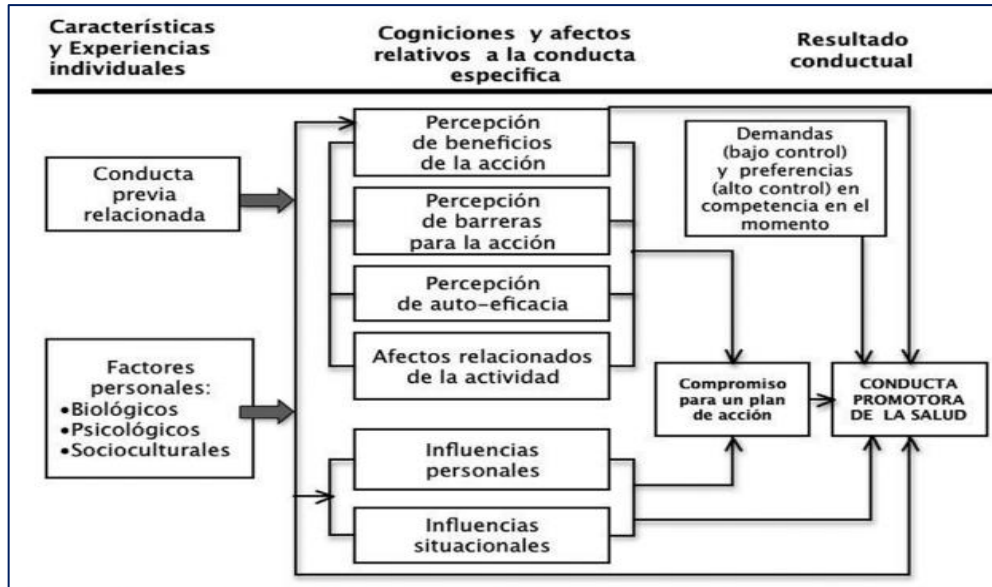 Características
y Experiencias
individuales
Cogniciones y afectos
relativos a la conducta
especifica
Resultado
conductual
Conducta
previa
relacionada
Factores
personales:
•Biológicos
•Psicológicos
•Socioculturales
Percepción
de beneficios
de la acción
Percepción
de barreras
para la acción
Percepción
de auto-eficacia
Afectos relacionados
de la actividad
Influencias
personales
Influencias
situacionales
Demandas
(bajo control)
y preferencias
(alto control) en
competencia en el
momento
Compromiso
para un plan
de acción
CONDUCTA
PROMOTORA
DE LA SALUD